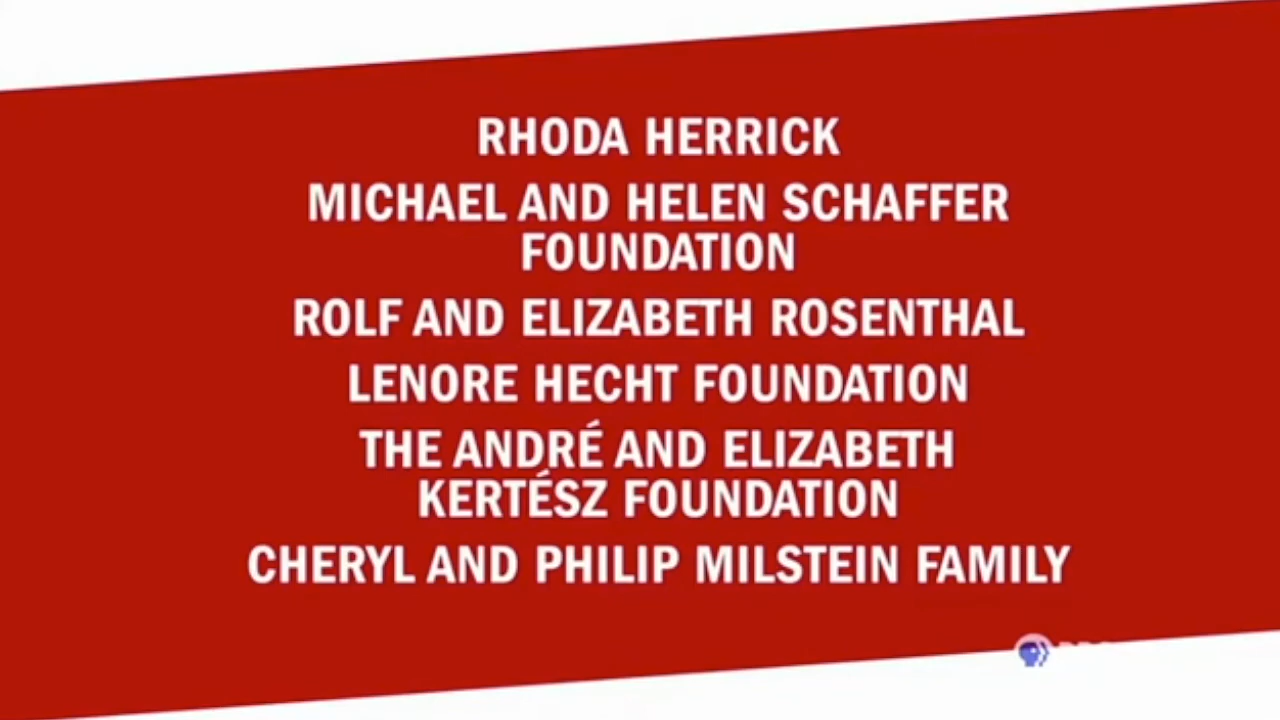 RHODA HERRICK
MICHAEL AND HELEN SCHAFFER
FOUNDATION
ROLF AND ELIZABETH ROSENTHAL
LENORE HECHT FOUNDATION
THE ANDRÉ AND ELIZABETH
KERTÉSZ FOUNDATION
CHERYL AND PHILIP MILSTEIN FAMILY